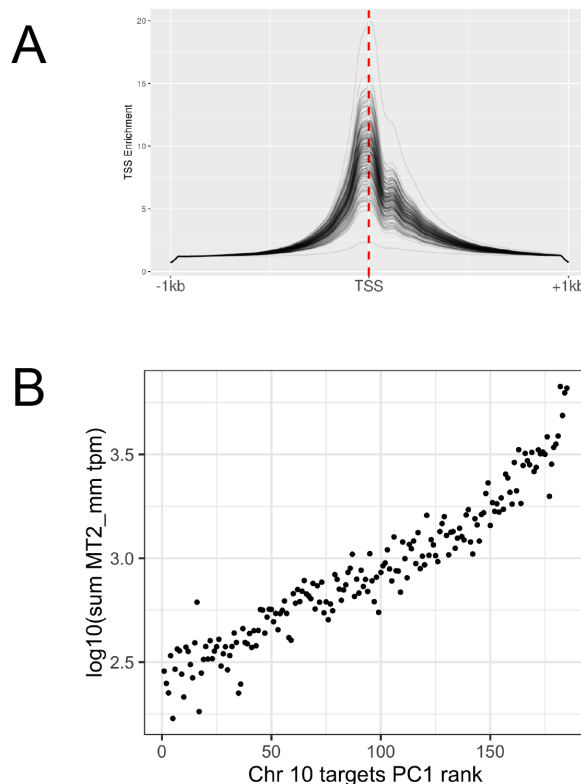 A
TSS Enrichment
20
15
10
5
0
-1kb TSS +1kb
B
log10(sum MT2_mm tpm)
3.5
3.0
2.5
0 50 100 150
Chr 10 targets PC1 rank